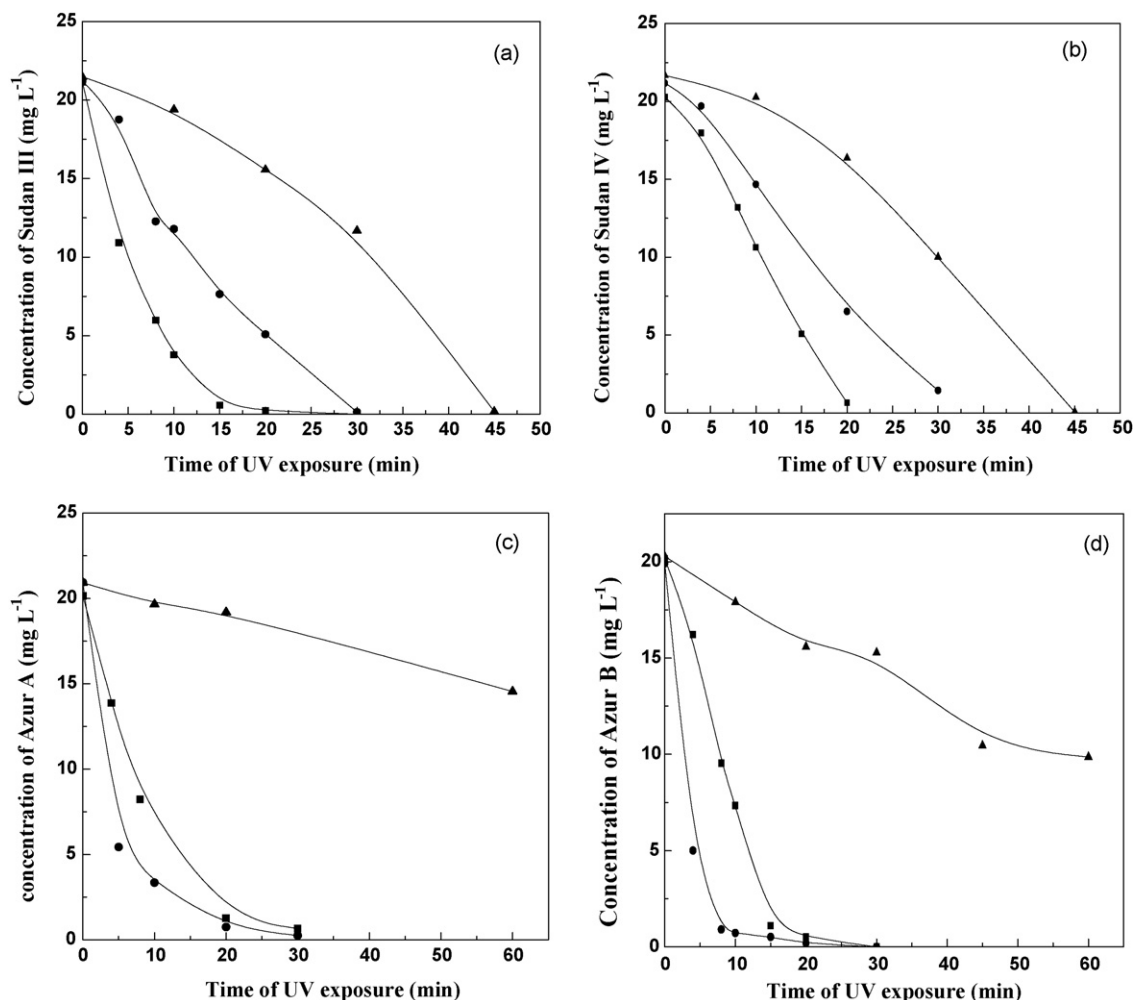 (a)
Concentration of Sudan III (mg L⁻¹)
25
20
15
10
5
0
0 5 10 15 20 25 30 35 40 45 50
Time of UV exposure (min)
(b)
Concentration of Sudan IV (mg L⁻¹)
25
20
15
10
5
0
0 5 10 15 20 25 30 35 40 45 50
Time of UV exposure (min)
(c)
concentration of Azur A (mg L⁻¹)
25
20
15
10
5
0
0 10 20 30 40 50 60
Time of UV exposure (min)
(d)
Concentration of Azur B (mg L⁻¹)
20
15
10
5
0
0 10 20 30 40 50 60
Time of UV exposure (min)